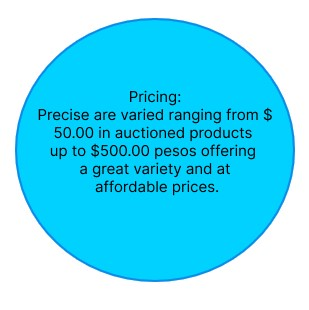 Pricing:
Precise are varied ranging from $
50.00 in auctioned products
up to $500.00 pesos offering
a great variety and at
affordable prices.